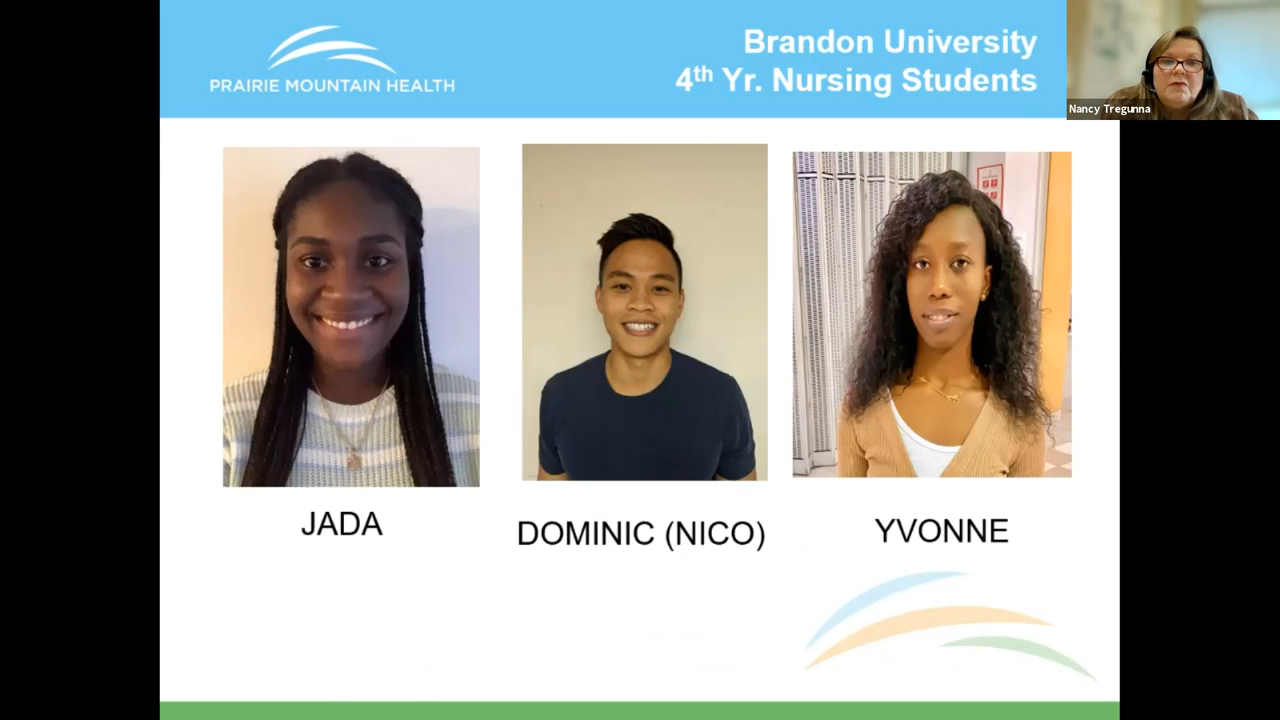 PRAIRIE MOUNTAIN HEALTH
Brandon University
4th Yr. Nursing Students
Nancy Tregunna
JADA
DOMINIC (NICO)
YVONNE